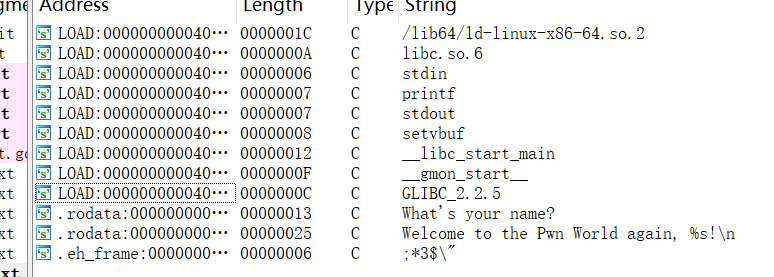 gme Address Length Type String
it LOAD:000000000040… 0000001C C /lib64/ld-linux-x86-64.so.2
t LOAD:000000000040… 0000000A C libc.so.6
t LOAD:000000000040… 00000006 C stdin
t LOAD:000000000040… 00000007 C printf
t LOAD:000000000040… 00000007 C stdout
t LOAD:000000000040… 00000008 C setvbuf
t.go LOAD:000000000040… 00000012 C __libc_start_main
xt LOAD:000000000040… 0000000F C __gmon_start__
xt LOAD:000000000040… 0000000C C GLIBC_2.2.5
xt .rodata:000000000… 00000013 C What's your name?
xt .rodata:000000000… 00000025 C Welcome to the Pwn World again, %s!\n
xt .eh_frame:0000000… 00000006 C ;*3$\"
ext